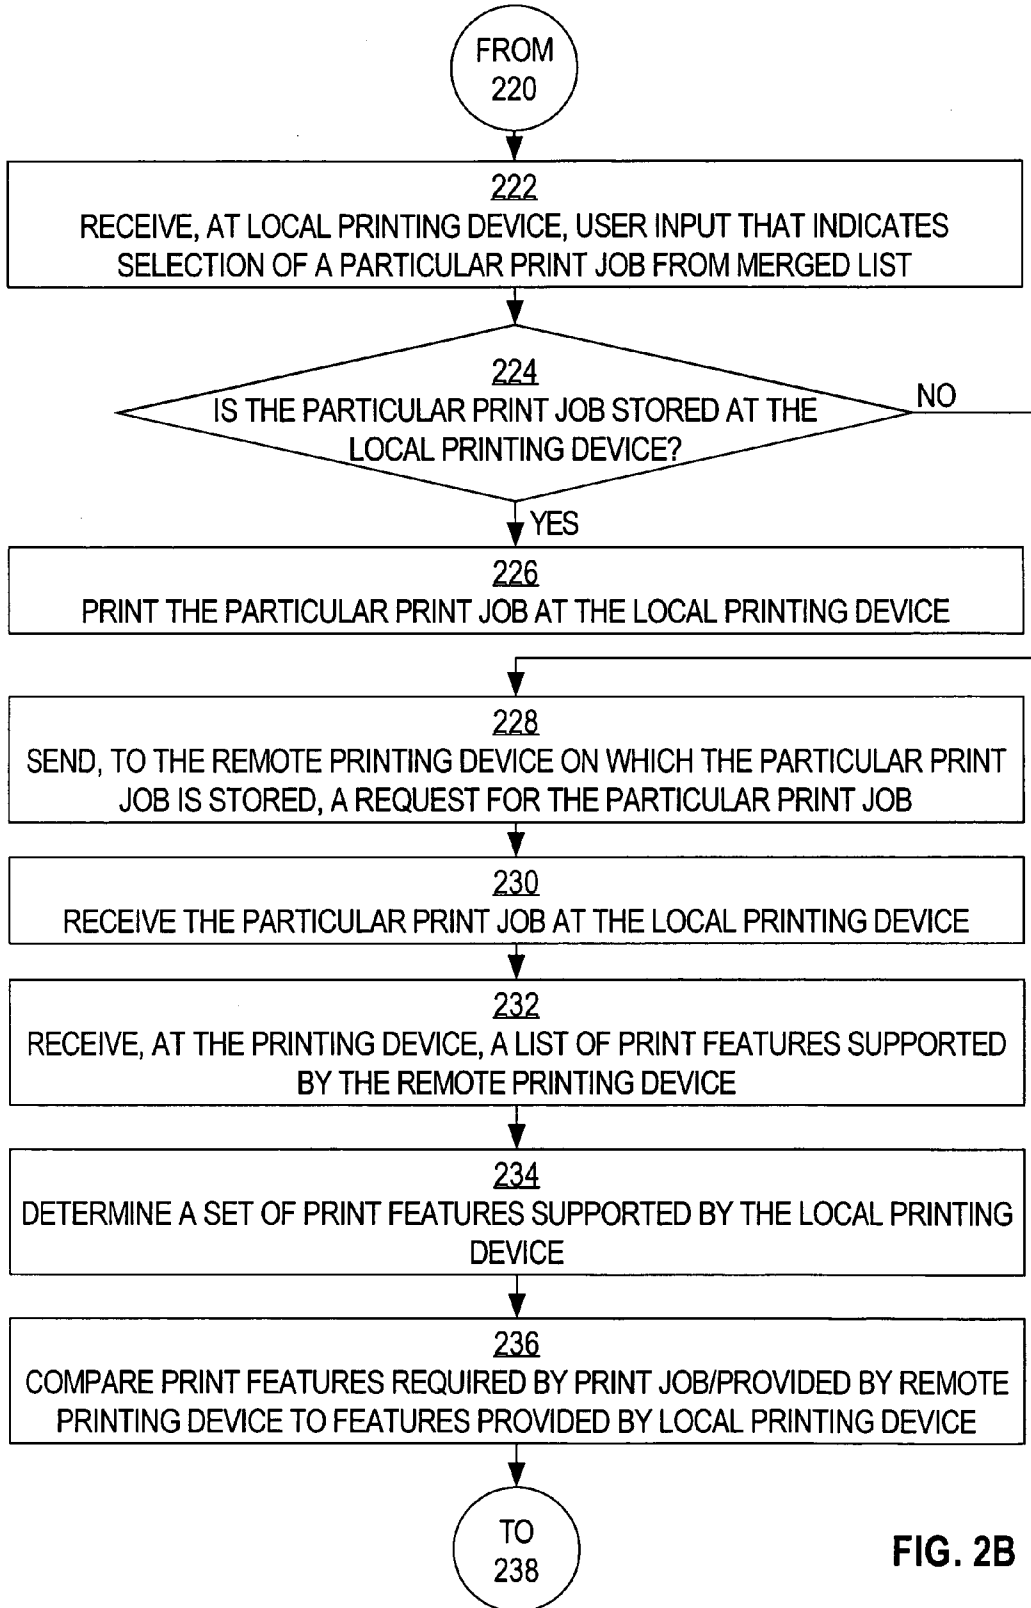 FROM
220
222
RECEIVE, AT LOCAL PRINTING DEVICE, USER INPUT THAT INDICATES
SELECTION OF A PARTICULAR PRINT JOB FROM MERGED LIST
224
IS THE PARTICULAR PRINT JOB STORED AT THE
LOCAL PRINTING DEVICE?
NO
YES
226
PRINT THE PARTICULAR PRINT JOB AT THE LOCAL PRINTING DEVICE
228
SEND, TO THE REMOTE PRINTING DEVICE ON WHICH THE PARTICULAR PRINT
JOB IS STORED, A REQUEST FOR THE PARTICULAR PRINT JOB
230
RECEIVE THE PARTICULAR PRINT JOB AT THE LOCAL PRINTING DEVICE
232
RECEIVE, AT THE PRINTING DEVICE, A LIST OF PRINT FEATURES SUPPORTED
BY THE REMOTE PRINTING DEVICE
234
DETERMINE A SET OF PRINT FEATURES SUPPORTED BY THE LOCAL PRINTING
DEVICE
236
COMPARE PRINT FEATURES REQUIRED BY PRINT JOB/PROVIDED BY REMOTE
PRINTING DEVICE TO FEATURES PROVIDED BY LOCAL PRINTING DEVICE
TO
238
FIG. 2B